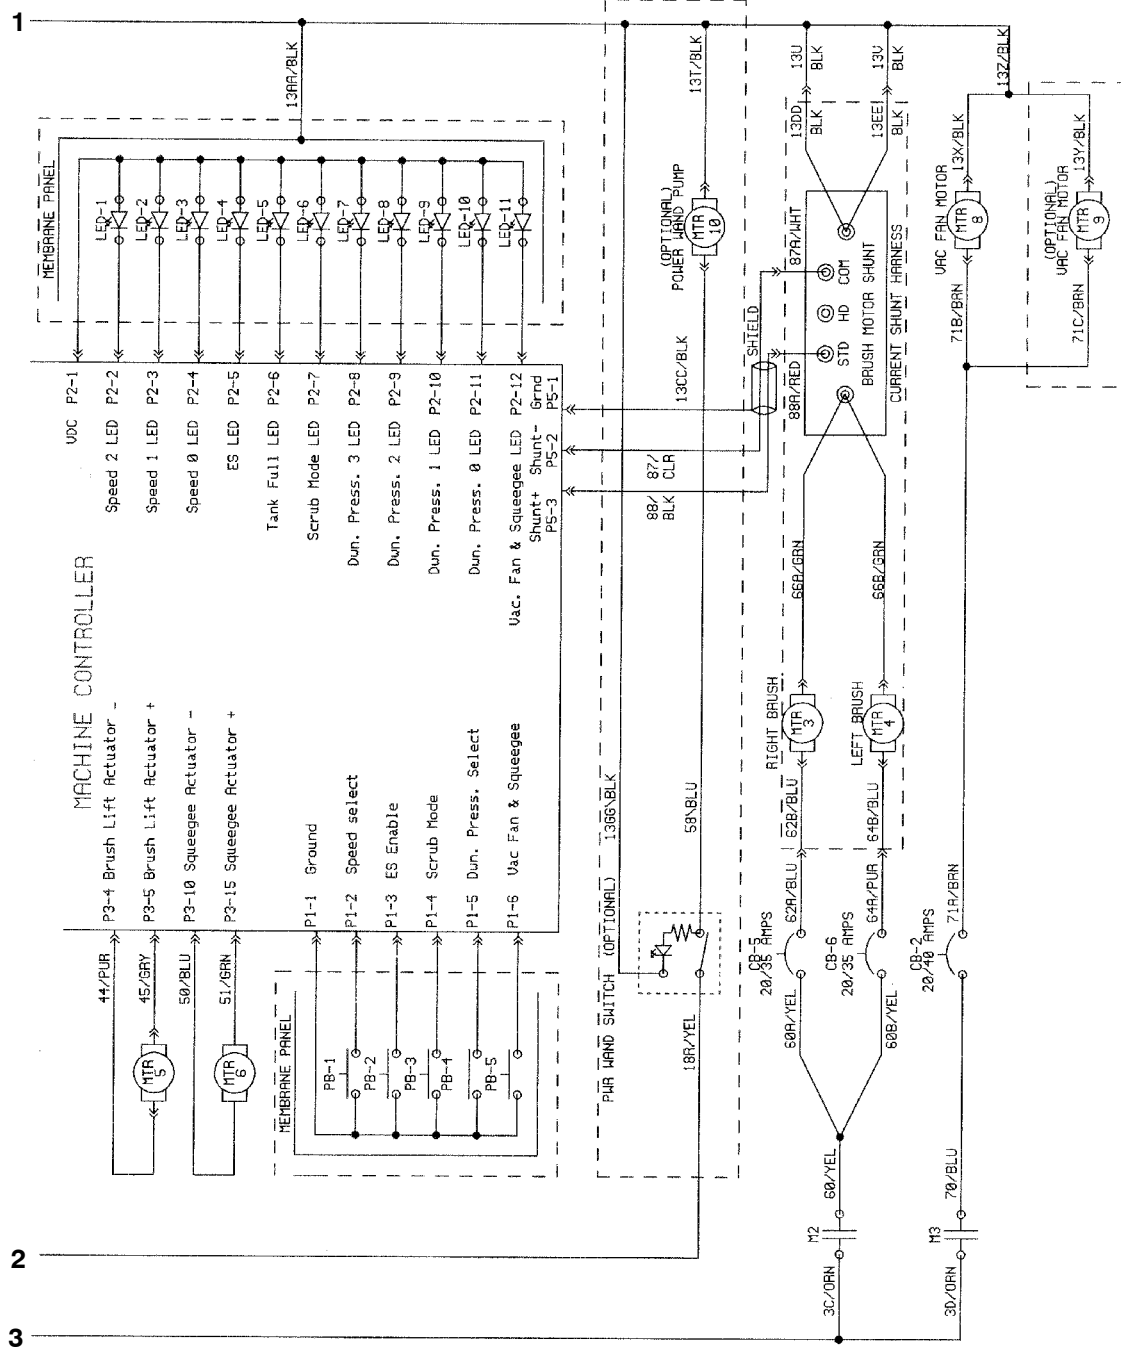 1
2
3
13AA/BLK
MEMBRANE PANEL
LED-1
LED-2
LED-3
LED-4
LED-5
LED-6
LED-7
LED-8
LED-9
LED-10
LED-11
VDC P2-1
Speed 2 LED P2-2
Speed 1 LED P2-3
Speed 0 LED P2-4
ES LED P2-5
Tank Full LED P2-6
Scrub Mode LED P2-7
Dwn. Press. 3 LED P2-8
Dwn. Press. 2 LED P2-9
Dwn. Press. 1 LED P2-10
Dwn. Press. 0 LED P2-11
Vac. Fan & Squeegee LED P2-12
Grnd
P5-1
Shunt-
P5-2
Shunt+
P5-3
MACHINE CONTROLLER
P3-4 Brush Lift Actuator -
P3-5 Brush Lift Actuator +
P3-10 Squeegee Actuator -
P3-15 Squeegee Actuator +
P1-1 Ground
P1-2 Speed select
P1-3 ES Enable
P1-4 Scrub Mode
P1-5 Dwn. Press. Select
P1-6 Vac Fan & Squeegee
44/PUR
45/GRY
50/BLU
51/GRN
MTR
5
MTR
6
MEMBRANE PANEL
PB-1
PB-2
PB-3
PB-4
PB-5
13T/BLK
(OPTIONAL)
POWER WAND PUMP
MTR
10
13CC/BLK
SHIELD
87/
CLR
88/
BLK
13GG\BLK
58\BLU
PWR WAND SWITCH (OPTIONAL)
18A/YEL
13U
BLK
13V
BLK
13DD
BLK
13EE
BLK
87A/WHT
88A/RED
COM
HD
STD
BRUSH MOTOR SHUNT
CURRENT SHUNT HARNESS
66A/GRN
66B/GRN
RIGHT BRUSH
MTR
3
LEFT BRUSH
MTR
4
62B/BLU
64B/BLU
62A/BLU
64A/PUR
CB-5
20/35 AMPS
CB-6
20/35 AMPS
60A/YEL
60B/YEL
60/YEL
M2
3C/ORN
13Z/BLK
13X/BLK
13Y/BLK
VAC FAN MOTOR
MTR
8
(OPTIONAL)
VAC FAN MOTOR
MTR
9
71B/BRN
71C/BRN
71A/BRN
CB-2
20/40 AMPS
70/BLU
M3
3D/ORN